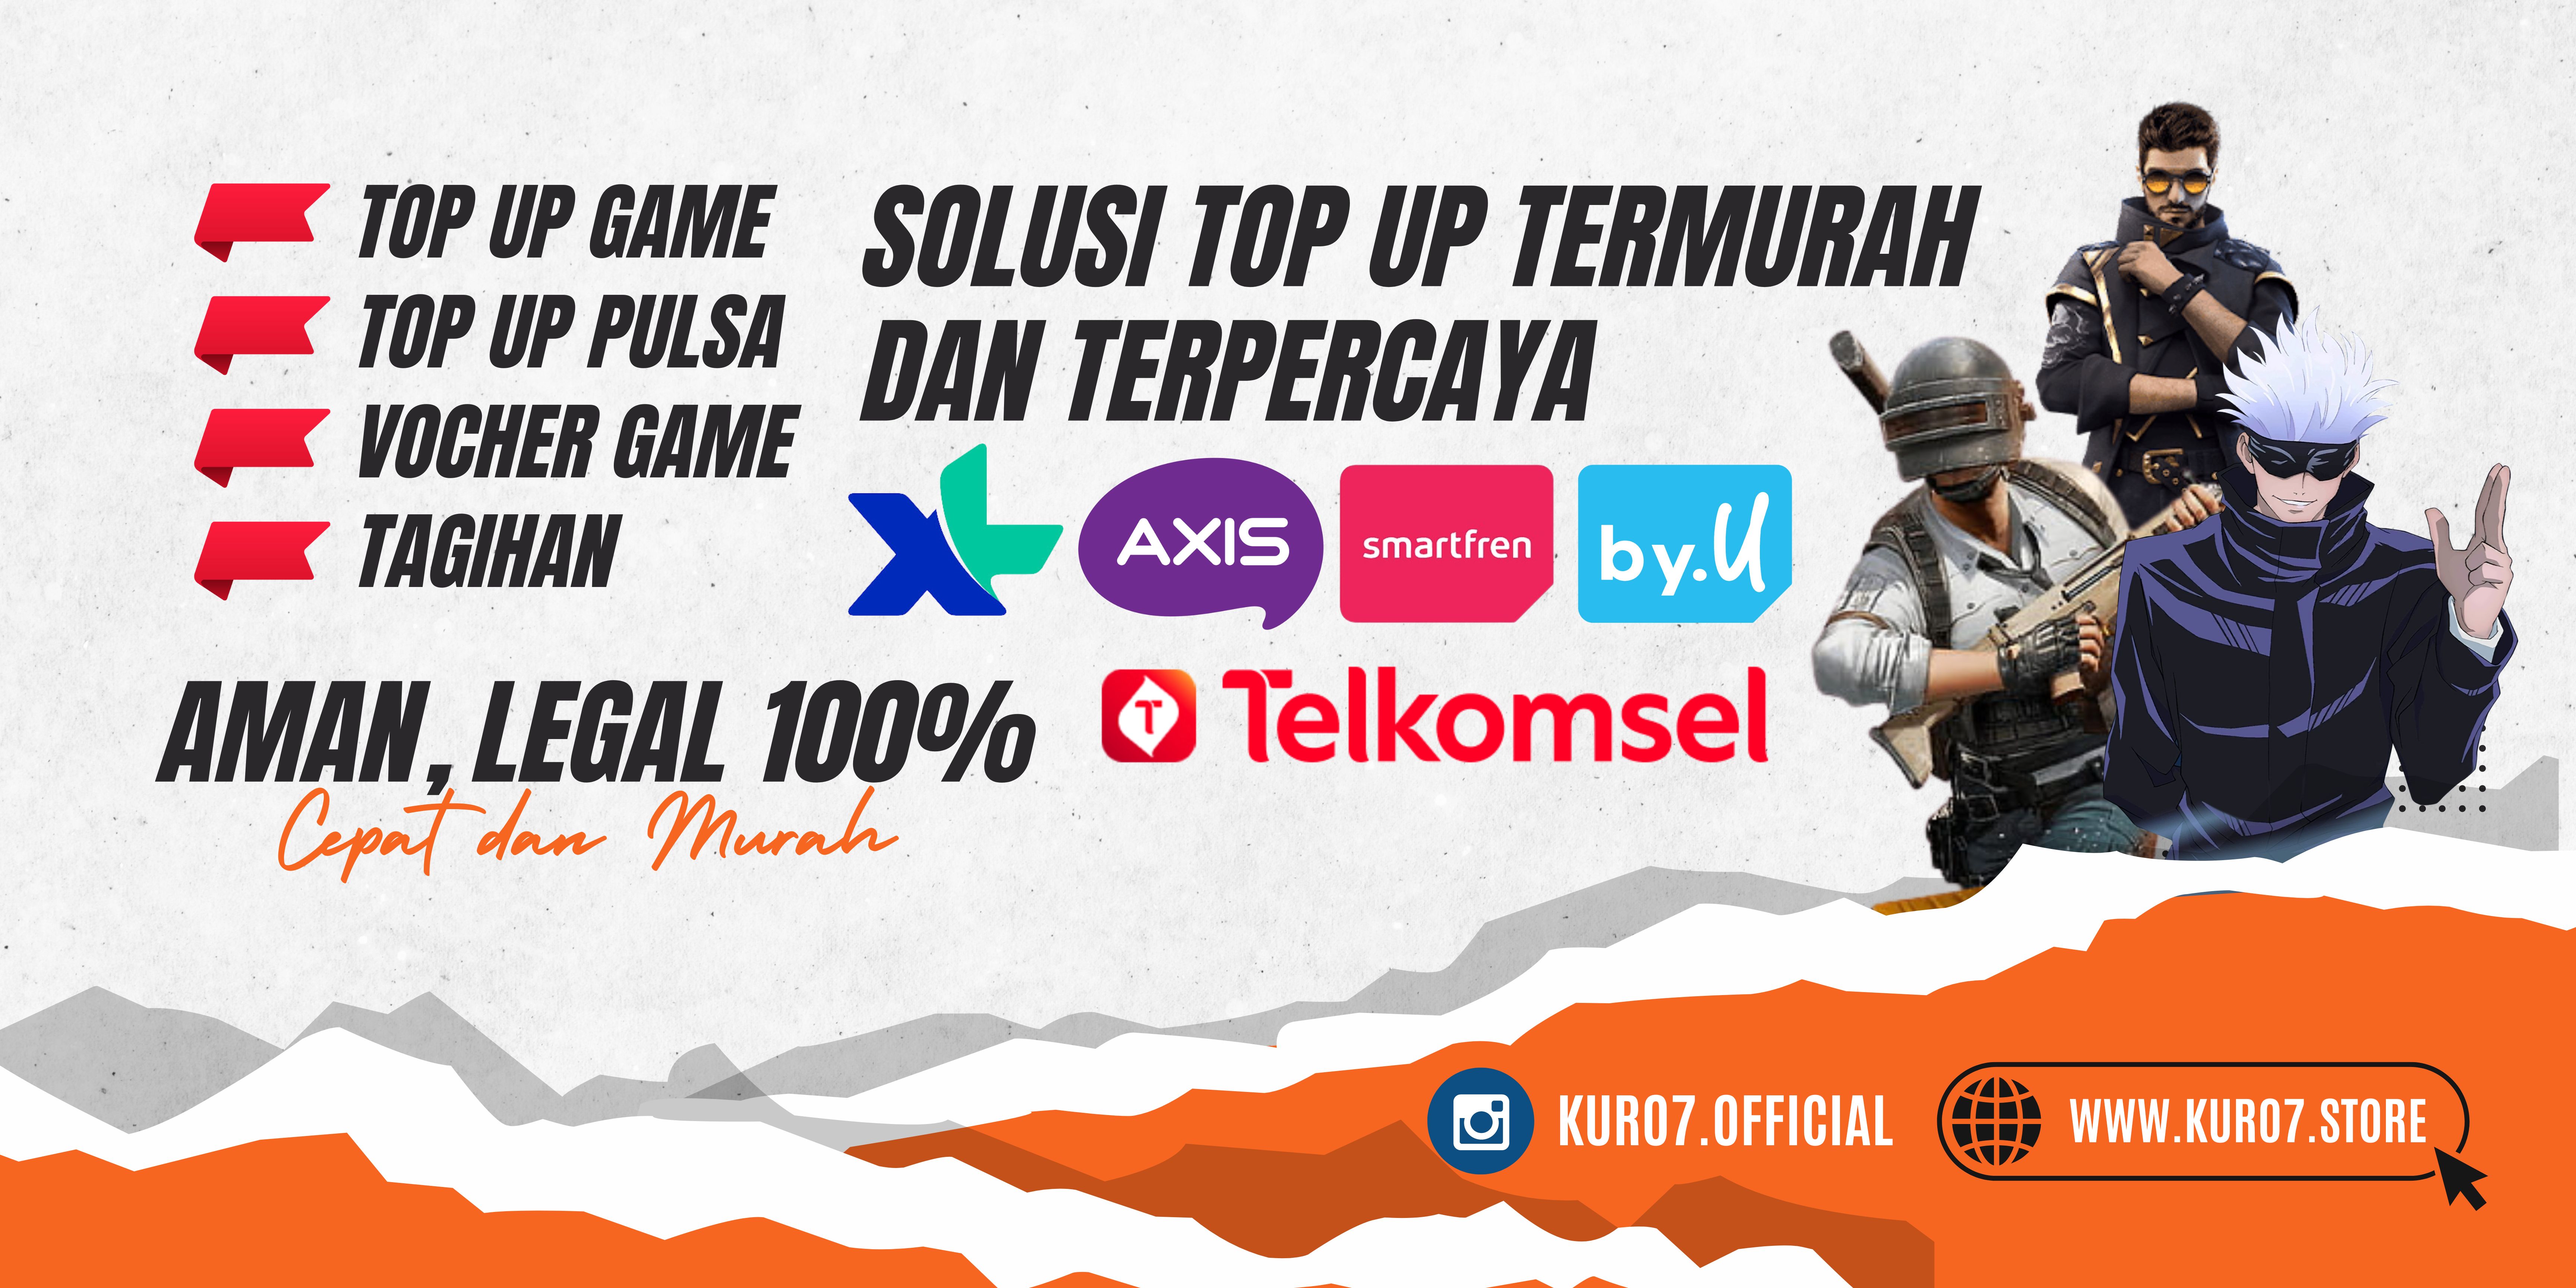 TOP UP GAME
TOP UP PULSA
VOCHER GAME
TAGIHAN
SOLUSI TOP UP TERMURAH
DAN TERPERCAYA
XL
AXIS
smartfren
by.U
T Telkomsel
AMAN, LEGAL 100%
Cepat dan Murah
KURO7.OFFICIAL
WWW.KURO7.STORE